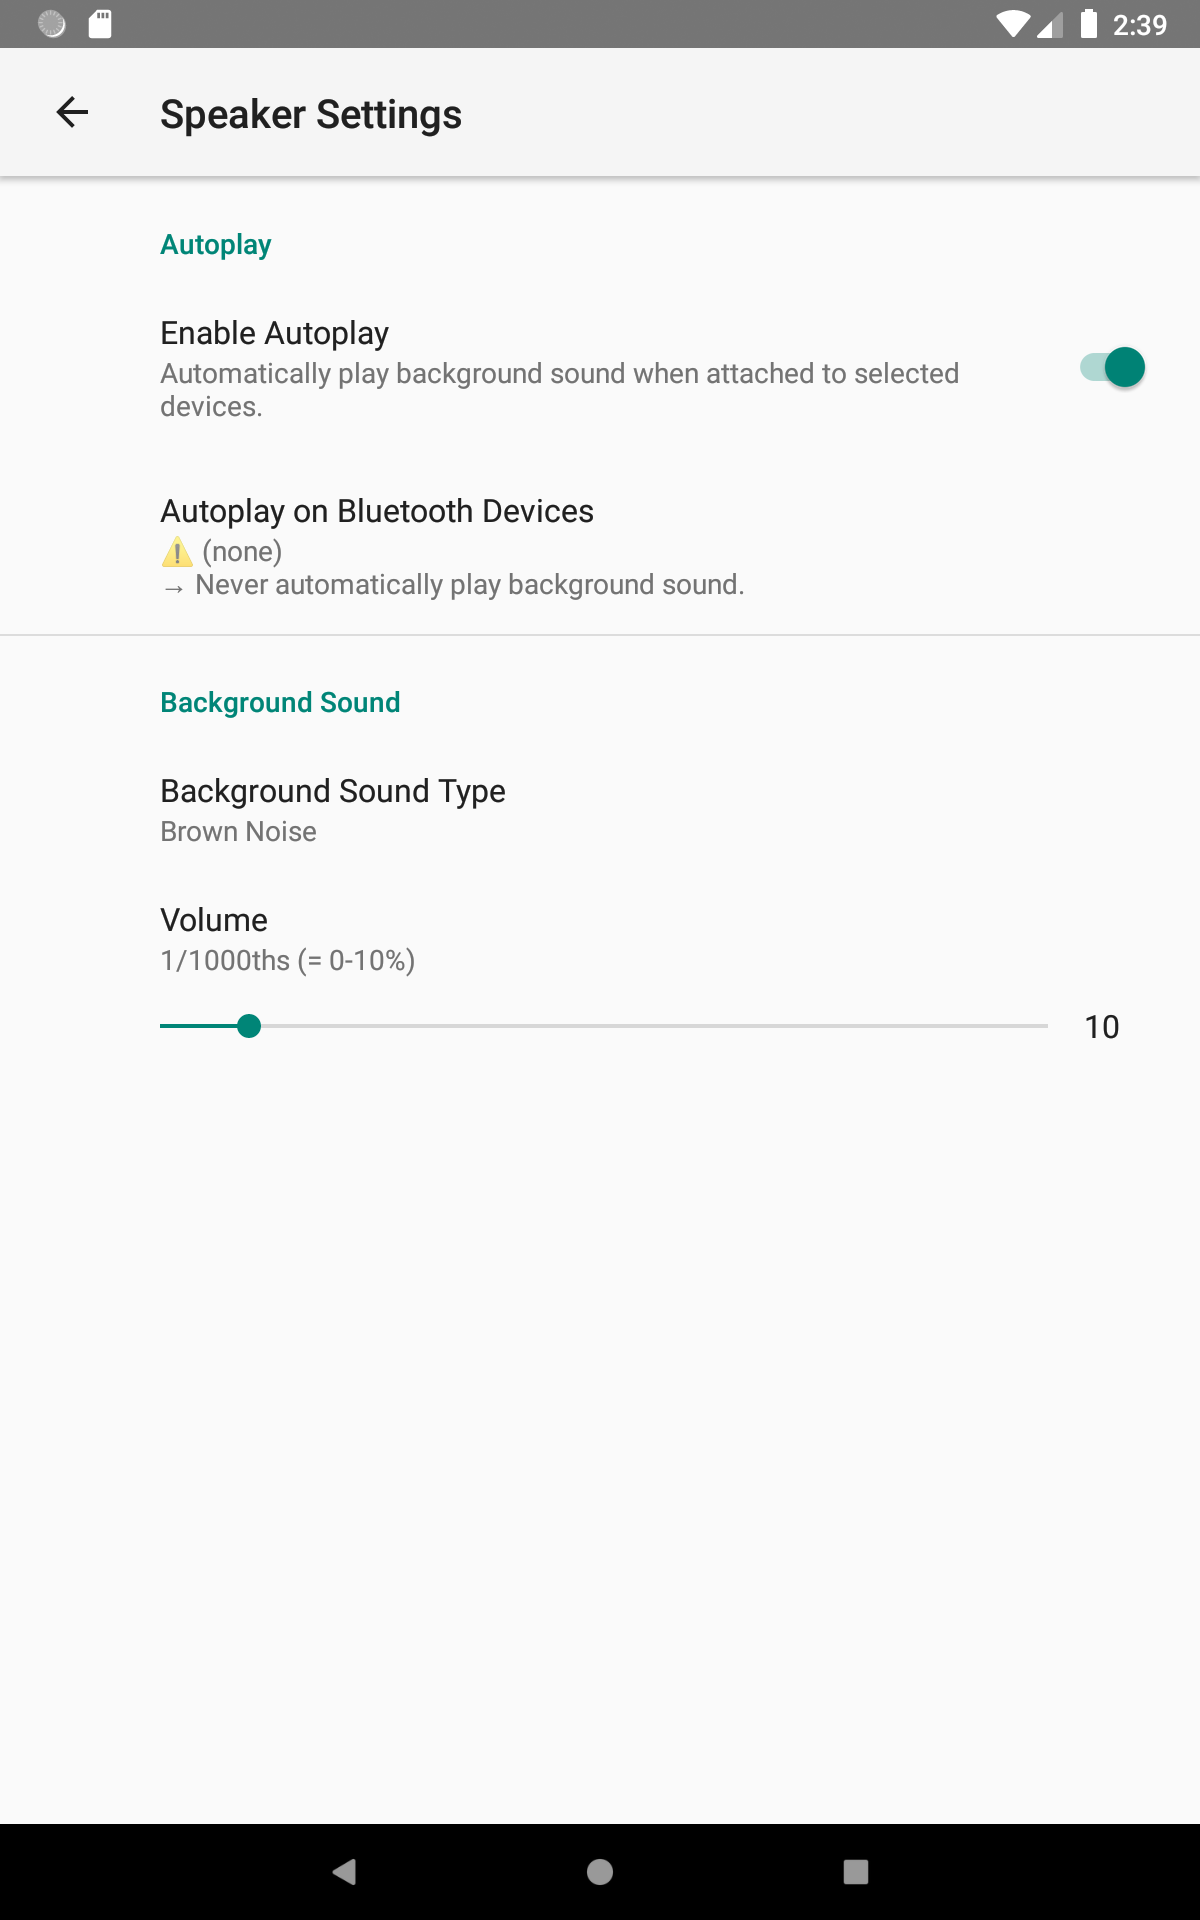 2:39
Speaker Settings
Autoplay
Enable Autoplay
Automatically play background sound when attached to selected
devices.
Autoplay on Bluetooth Devices
⚠️ (none)
→ Never automatically play background sound.
Background Sound
Background Sound Type
Brown Noise
Volume
1/1000ths (= 0-10%)
10